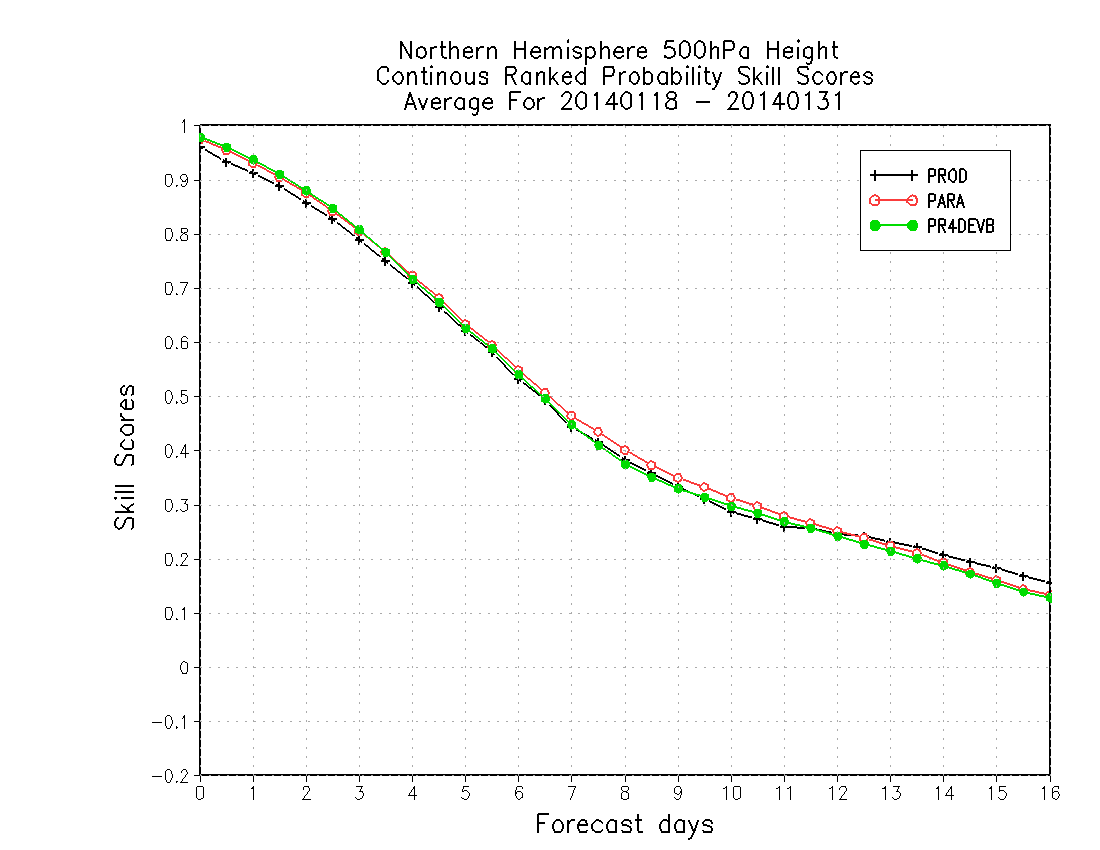 Northern Hemisphere 500hPa Height
Continous Ranked Probability Skill Scores
Average For 20140118 – 20140131
1
0.9
0.8
0.7
0.6
0.5
0.4
0.3
0.2
0.1
0
−0.1
−0.2
Skill Scores
PROD
PARA
PR4DEVB
0 1 2 3 4 5 6 7 8 9 10 11 12 13 14 15 16
Forecast days